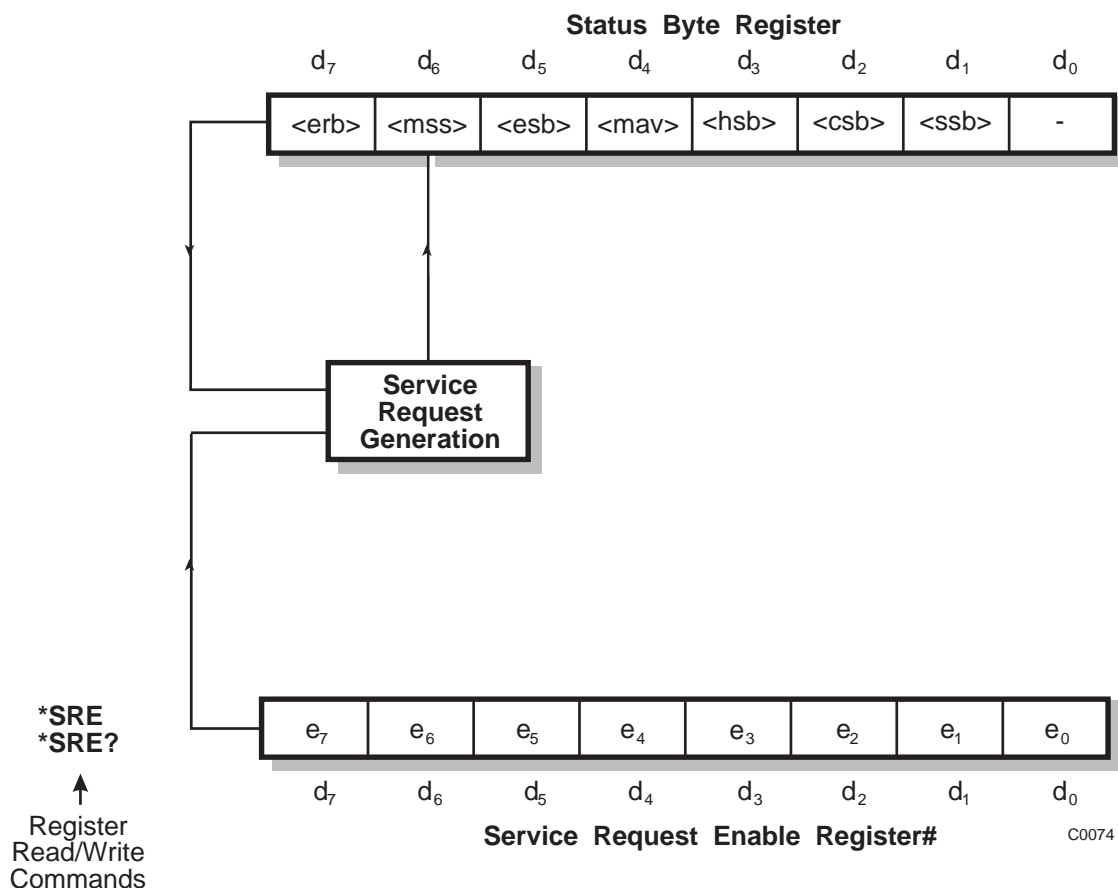 Status Byte Register
d7 d6 d5 d4 d3 d2 d1 d0
<erb> <mss> <esb> <mav> <hsb> <csb> <ssb> -
Service
Request
Generation
*SRE
*SRE?
e7 e6 e5 e4 e3 e2 e1 e0
d7 d6 d5 d4 d3 d2 d1 d0
Register
Read/Write
Commands
Service Request Enable Register#
C0074